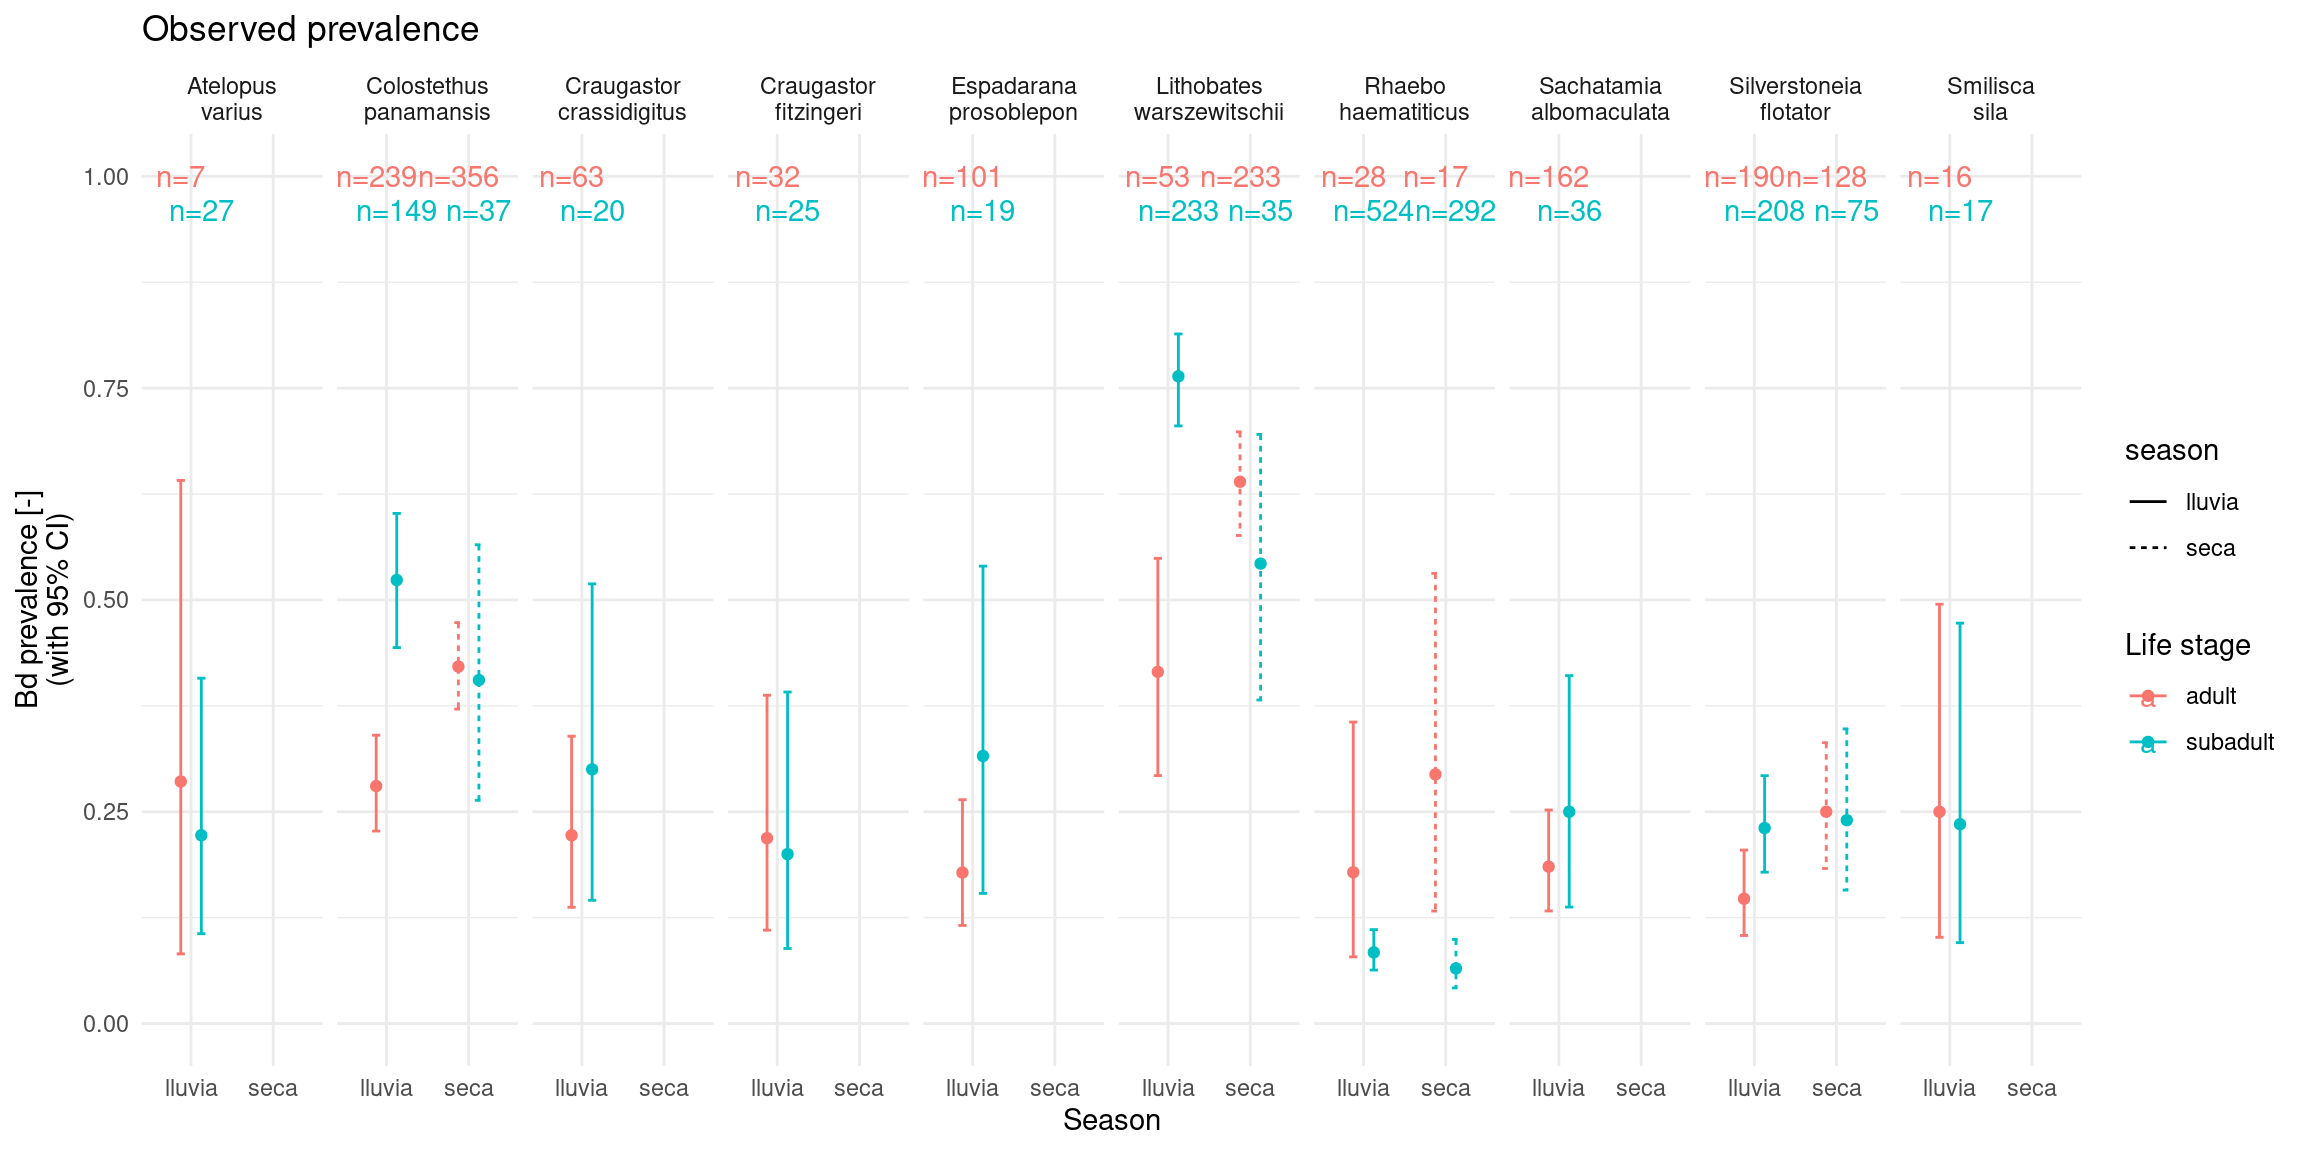 Observed prevalence
Atelopus
varius
Colostethus
panamansis
Craugastor
crassidigitus
Craugastor
fitzingeri
Espadarana
prosoblepon
Lithobates
warszewitschii
Rhaebo
haematiticus
Sachatamia
albomaculata
Silverstoneia
flotator
Smilisca
sila
n=7
n=27
n=239
n=356
n=149
n=37
n=63
n=20
n=32
n=25
n=101
n=19
n=53
n=233
n=233
n=35
n=28
n=17
n=524
n=292
n=162
n=36
n=190
n=128
n=208
n=75
n=16
n=17
1.00
0.75
0.50
0.25
0.00
Bd prevalence [-]
(with 95% CI)
lluvia seca
lluvia seca
lluvia seca
lluvia seca
lluvia seca
lluvia seca
lluvia seca
lluvia seca
lluvia seca
lluvia seca
Season
season
lluvia
seca
Life stage
a adult
a subadult